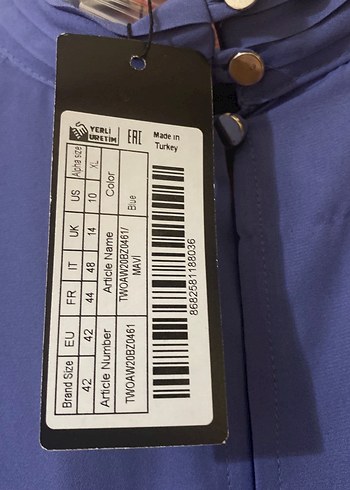 YERLİ
ÜRETİM
EAC
Made in
Turkey
Brand Size EU FR IT UK US Alpha size
42 42 44 48 14 10 XL
Article Number Article Name Color
TWOAW20BZ0461 TWOAW20BZ0461/ Blue
MAVİ
8682581188036